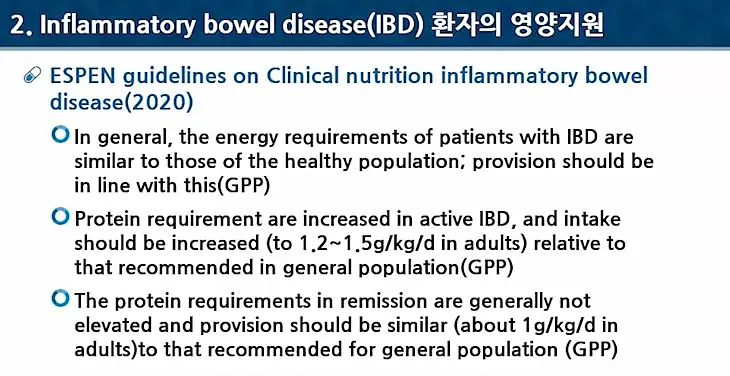 2. Inflammatory bowel disease(IBD) 환자의 영양지원
ESPEN guidelines on Clinical nutrition inflammatory bowel
disease(2020)
In general, the energy requirements of patients with IBD are
similar to those of the healthy population; provision should be
in line with this(GPP)
Protein requirement are increased in active IBD, and intake
should be increased (to 1.2~1.5g/kg/d in adults) relative to
that recommended in general population(GPP)
The protein requirements in remission are generally not
elevated and provision should be similar (about 1g/kg/d in
adults)to that recommended for general population (GPP)